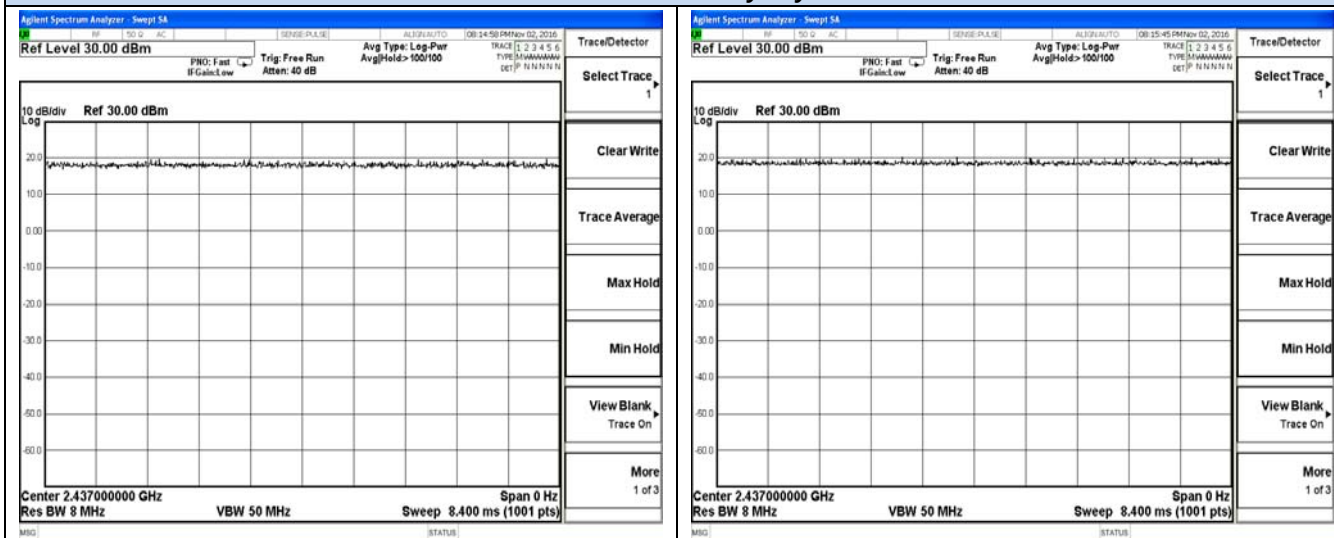 Agilent Spectrum Analyzer - Swept SA
RF 50 Ω AC SENSE:PULSE ALIGNAUTO 08:14:58 PM Nov 02, 2016
Ref Level 30.00 dBm
PNO: Fast
IFGain:Low
Trig: Free Run
Atten: 40 dB
Avg Type: Log-Pwr
Avg|Hold:> 100/100
TRACE 1 2 3 4 5 6
TYPE
DET P N N N N N
10 dB/div Ref 30.00 dBm
Log
20.0
10.0
0.00
-10.0
-20.0
-30.0
-40.0
-50.0
-60.0
Center 2.437000000 GHz
Span 0 Hz
Res BW 8 MHz
VBW 50 MHz
Sweep 8.400 ms (1001 pts)
MSG
STATUS
Trace/Detector
Select Trace
1
Clear Write
Trace Average
Max Hold
Min Hold
View Blank
Trace On
More
1 of 3
Agilent Spectrum Analyzer - Swept SA
RF 50 Ω AC SENSE:PULSE ALIGNAUTO 08:15:45 PM Nov 02, 2016
Ref Level 30.00 dBm
PNO: Fast
IFGain:Low
Trig: Free Run
Atten: 40 dB
Avg Type: Log-Pwr
Avg|Hold:> 100/100
TRACE 1 2 3 4 5 6
TYPE
DET P N N N N N
10 dB/div Ref 30.00 dBm
Log
20.0
10.0
0.00
-10.0
-20.0
-30.0
-40.0
-50.0
-60.0
Center 2.437000000 GHz
Span 0 Hz
Res BW 8 MHz
VBW 50 MHz
Sweep 8.400 ms (1001 pts)
MSG
STATUS
Trace/Detector
Select Trace
1
Clear Write
Trace Average
Max Hold
Min Hold
View Blank
Trace On
More
1 of 3